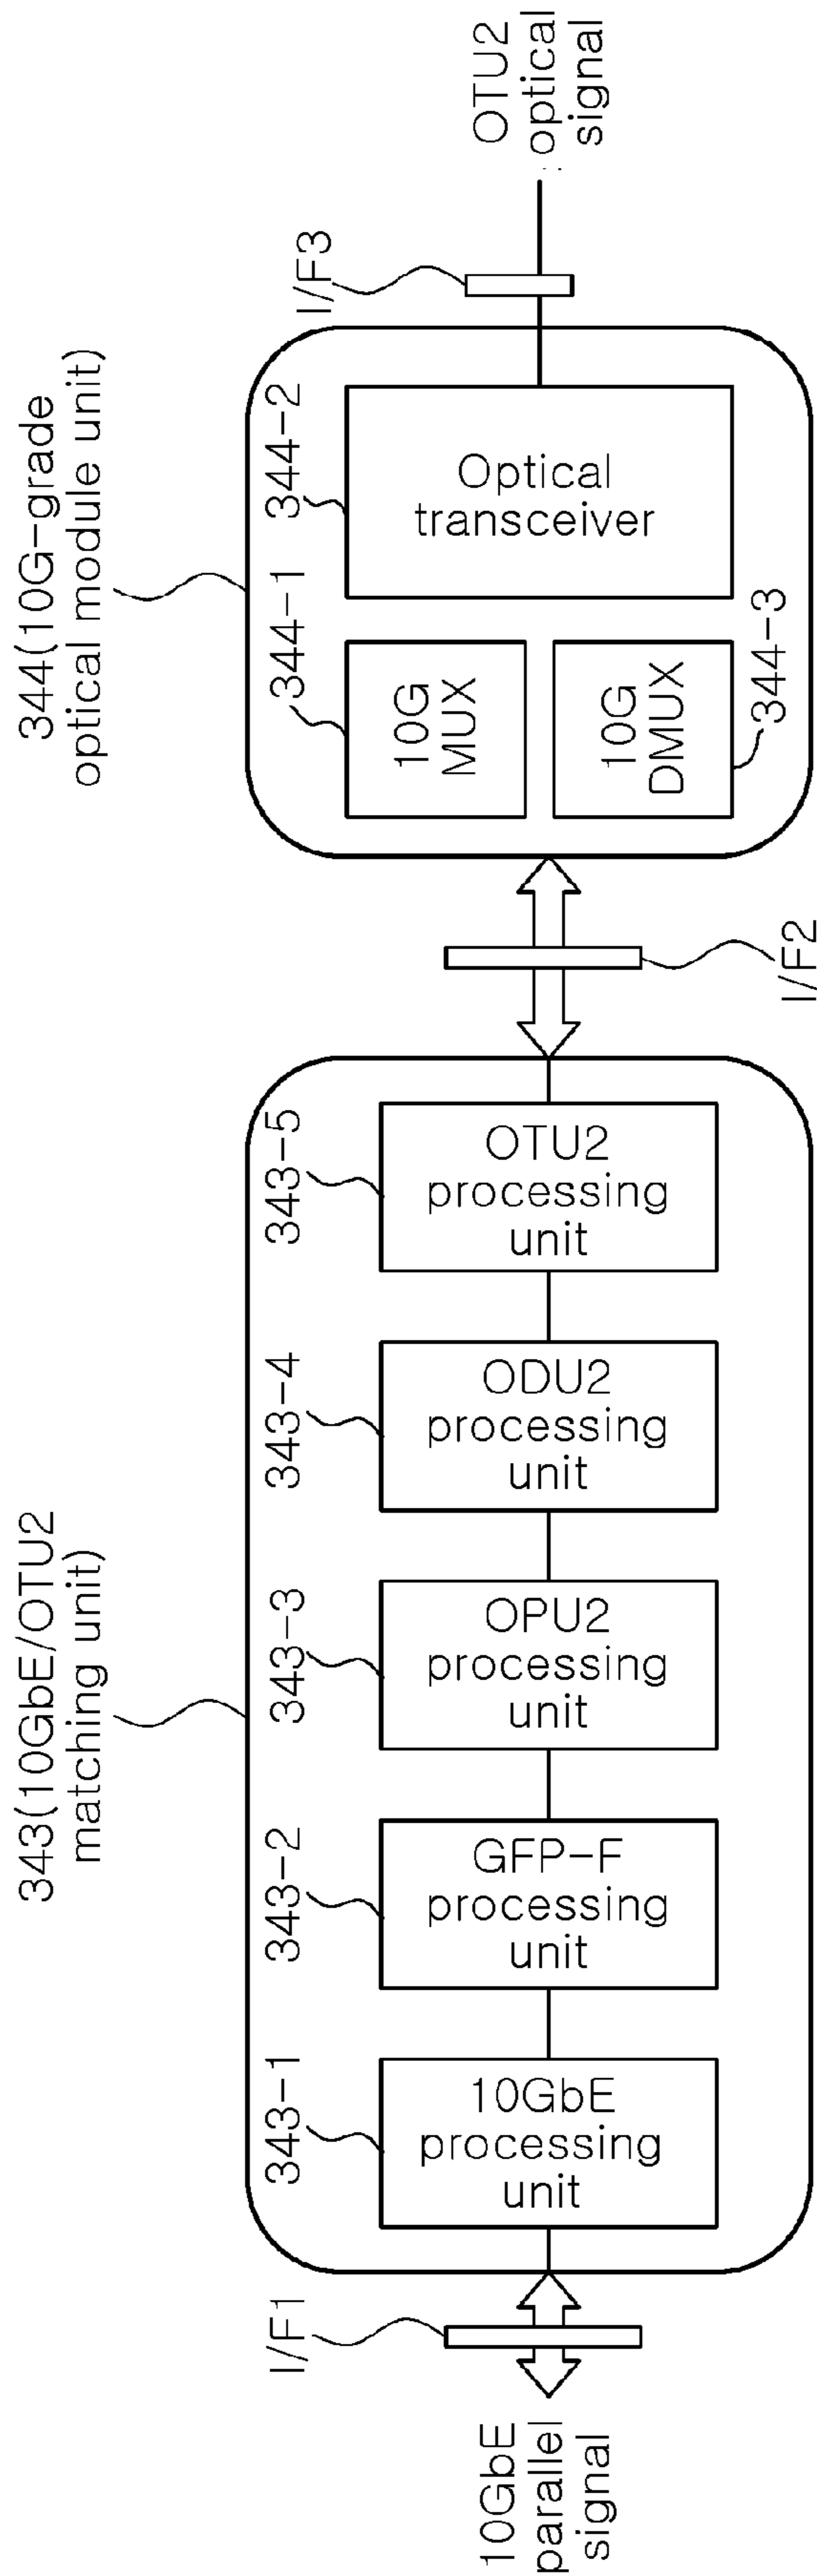 343(10GbE/OTU2
matching unit)
344(10G-grade
optical module unit)
I/F1
343-1
343-2
343-3
343-4
343-5
344-1
344-2
I/F3
10GbE
parallel
signal
10GbE
processing
unit
GFP-F
processing
unit
OPU2
processing
unit
ODU2
processing
unit
OTU2
processing
unit
10G
MUX
10G
DMUX
Optical
transceiver
OTU2
optical
signal
I/F2
344-3